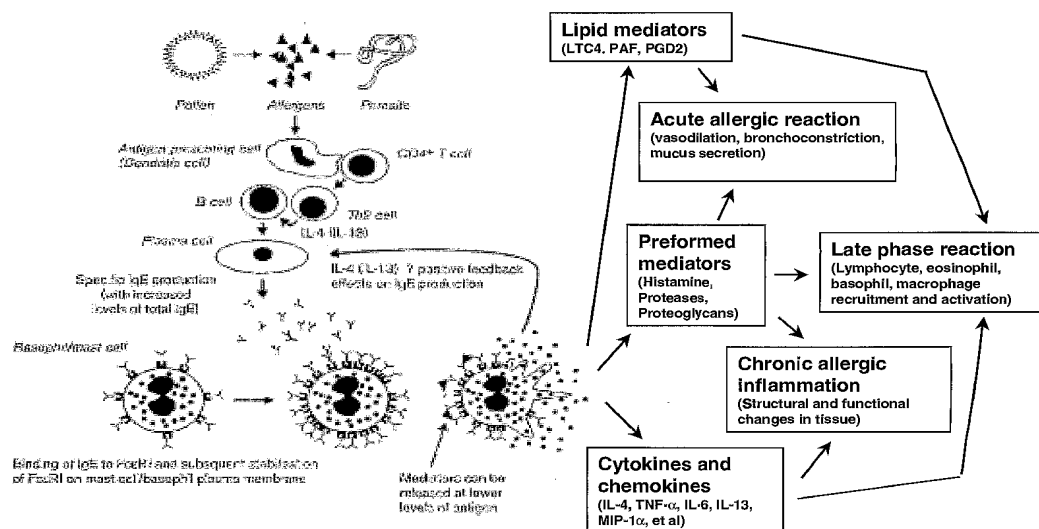 Pollen
Allergens
Parasite
Antigen presenting cell
(Dendritic cell)
CD4+ T cell
B cell
Th2 cell
IL-4 (IL-13)
Plasma cell
IL-4 (IL-13) ? passive feedback
effects on IgE production
Specific IgE production
(with increased
levels of total IgE)
Basophil/mast cell
Binding of IgE to FcεRI and subsequent stabilisation
of FcεRI on mast cell/basophil plasma membrane
Mediators can be
released at lower
levels of antigen
Lipid mediators
(LTC4. PAF, PGD2)
Acute allergic reaction
(vasodilation, bronchoconstriction,
mucus secretion)
Preformed
mediators
(Histamine,
Proteases,
Proteoglycans)
Late phase reaction
(Lymphocyte, eosinophil,
basophil, macrophage
recruitment and activation)
Chronic allergic
inflammation
(Structural and functional
changes in tissue)
Cytokines and
chemokines
(IL-4, TNF-α, IL-6, IL-13,
MIP-1α, et al)